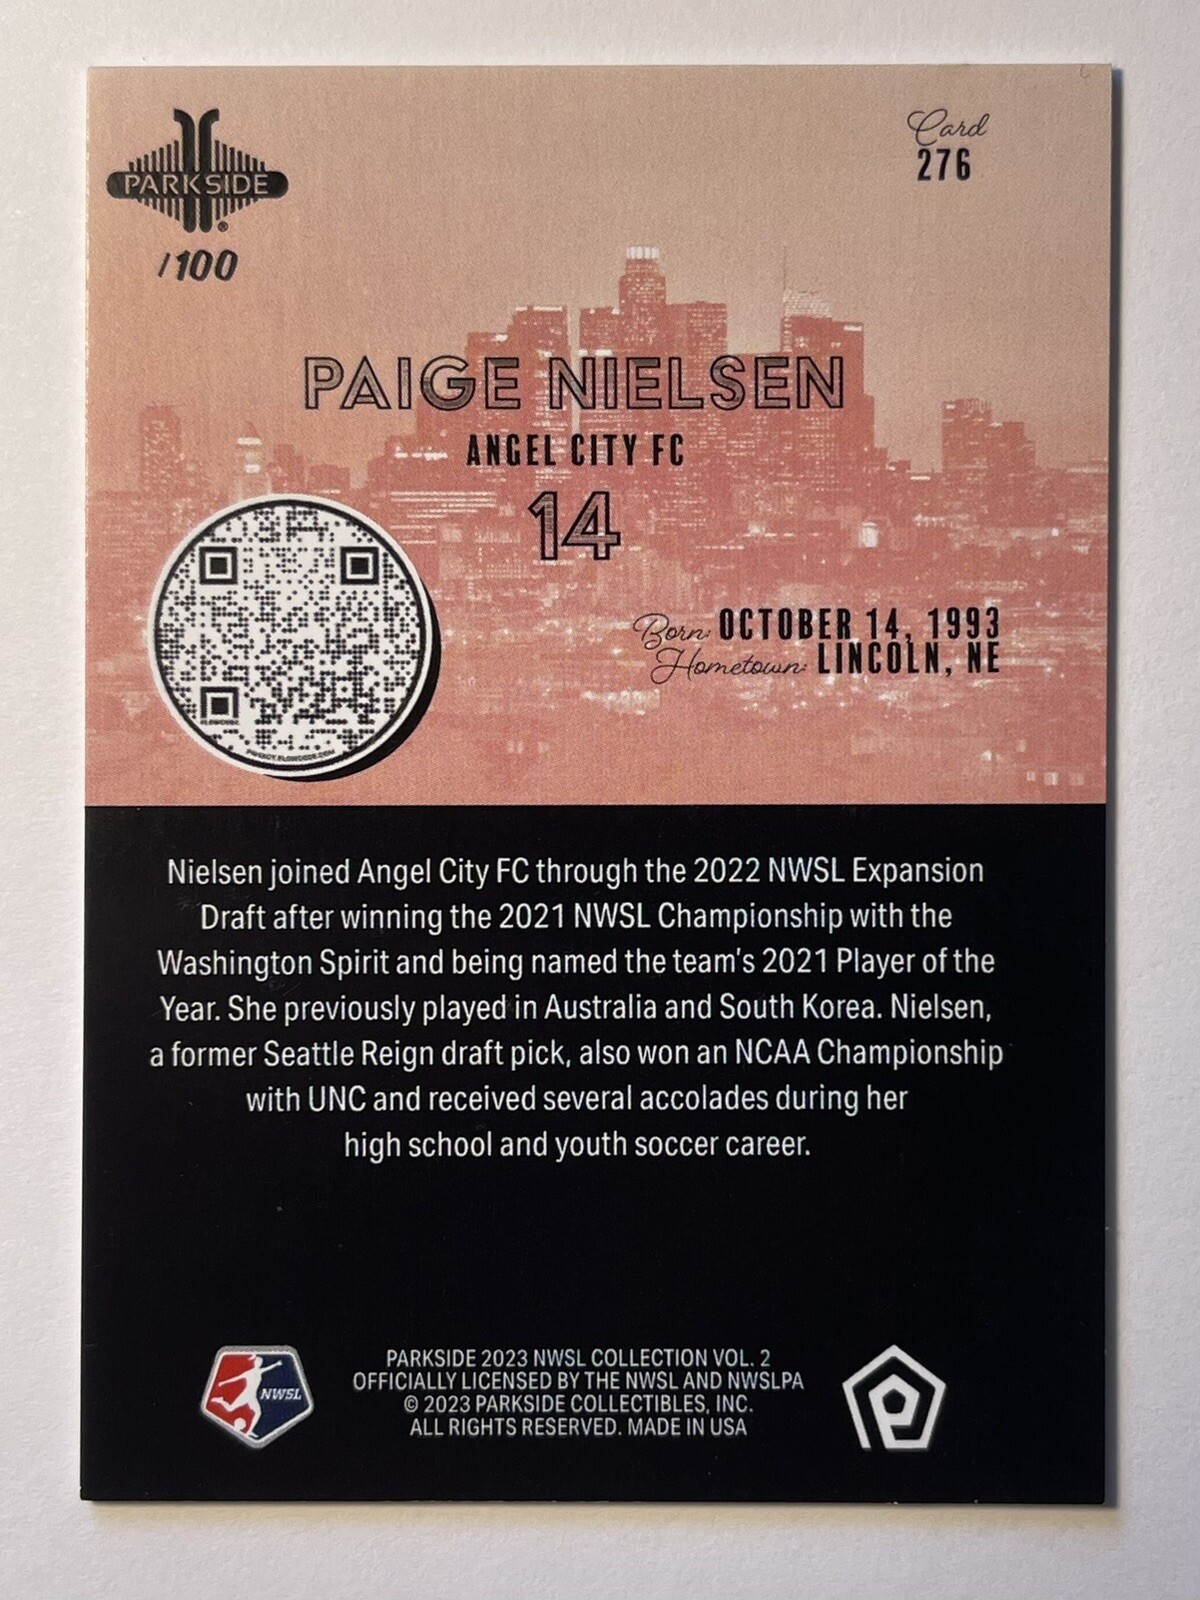 PARKSIDE
®
/100
Card
276
PAIGE NIELSEN
ANGEL CITY FC
14
Born: OCTOBER 14, 1993
Hometown: LINCOLN, NE
Nielsen joined Angel City FC through the 2022 NWSL Expansion
Draft after winning the 2021 NWSL Championship with the
Washington Spirit and being named the team's 2021 Player of the
Year. She previously played in Australia and South Korea. Nielsen,
a former Seattle Reign draft pick, also won an NCAA Championship
with UNC and received several accolades during her
high school and youth soccer career.
NWSL
PARKSIDE 2023 NWSL COLLECTION VOL. 2
OFFICIALLY LICENSED BY THE NWSL AND NWSLPA
© 2023 PARKSIDE COLLECTIBLES, INC.
ALL RIGHTS RESERVED. MADE IN USA